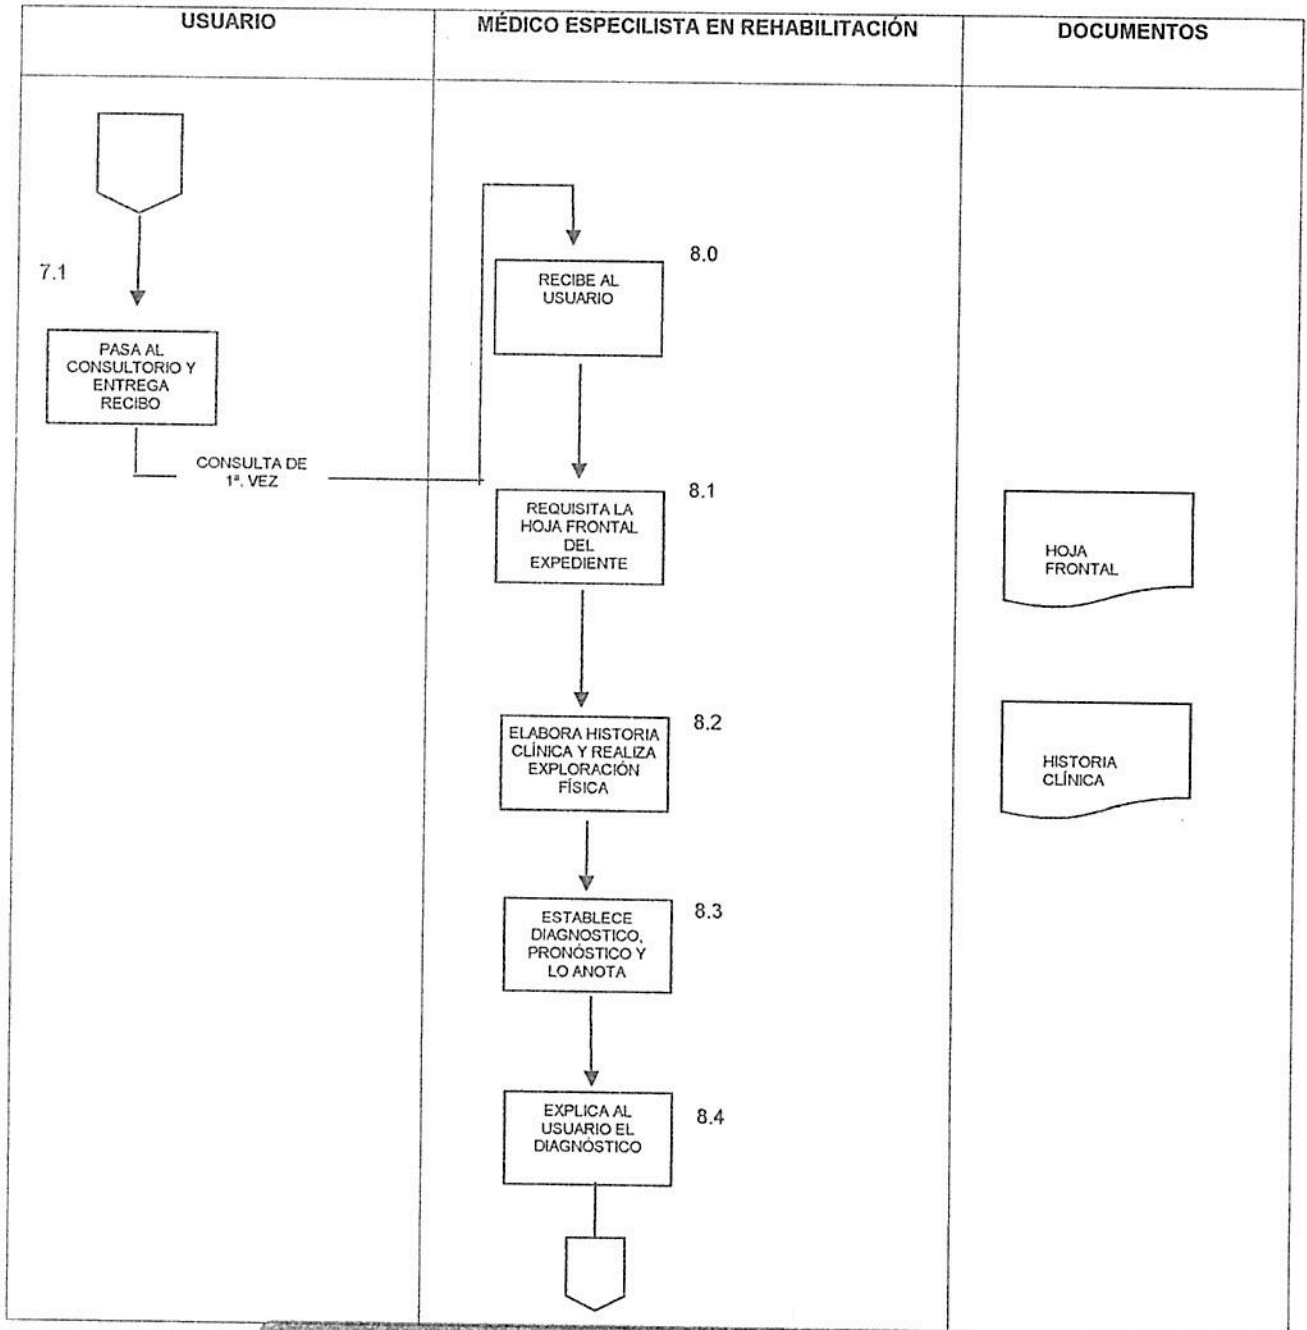 USUARIO
MÉDICO ESPECILISTA EN REHABILITACIÓN
DOCUMENTOS
7.1
PASA AL
CONSULTORIO Y
ENTREGA
RECIBO
CONSULTA DE
1ª. VEZ
8.0
RECIBE AL
USUARIO
8.1
REQUISITA LA
HOJA FRONTAL
DEL
EXPEDIENTE
HOJA
FRONTAL
8.2
ELABORA HISTORIA
CLÍNICA Y REALIZA
EXPLORACIÓN
FÍSICA
HISTORIA
CLÍNICA
8.3
ESTABLECE
DIAGNOSTICO,
PRONÓSTICO Y
LO ANOTA
8.4
EXPLICA AL
USUARIO EL
DIAGNÓSTICO